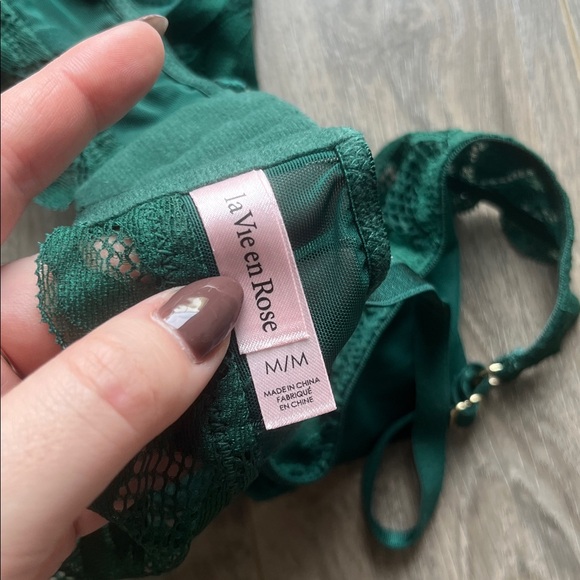 la Vie en Rose
M/M
MADE IN CHINA
FABRIQUÉ
EN CHINE